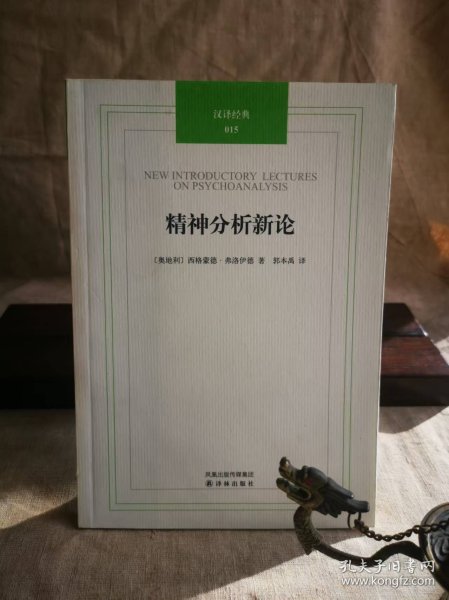 汉译经典
015
NEW INTRODUCTORY LECTURES
ON PSYCHOANALYSIS
精神分析新论
〔奥地利〕西格蒙德·弗洛伊德 著 郭本禹 译
凤凰出版传媒集团
译林出版社
孔夫子旧书网
www.kongfz.com